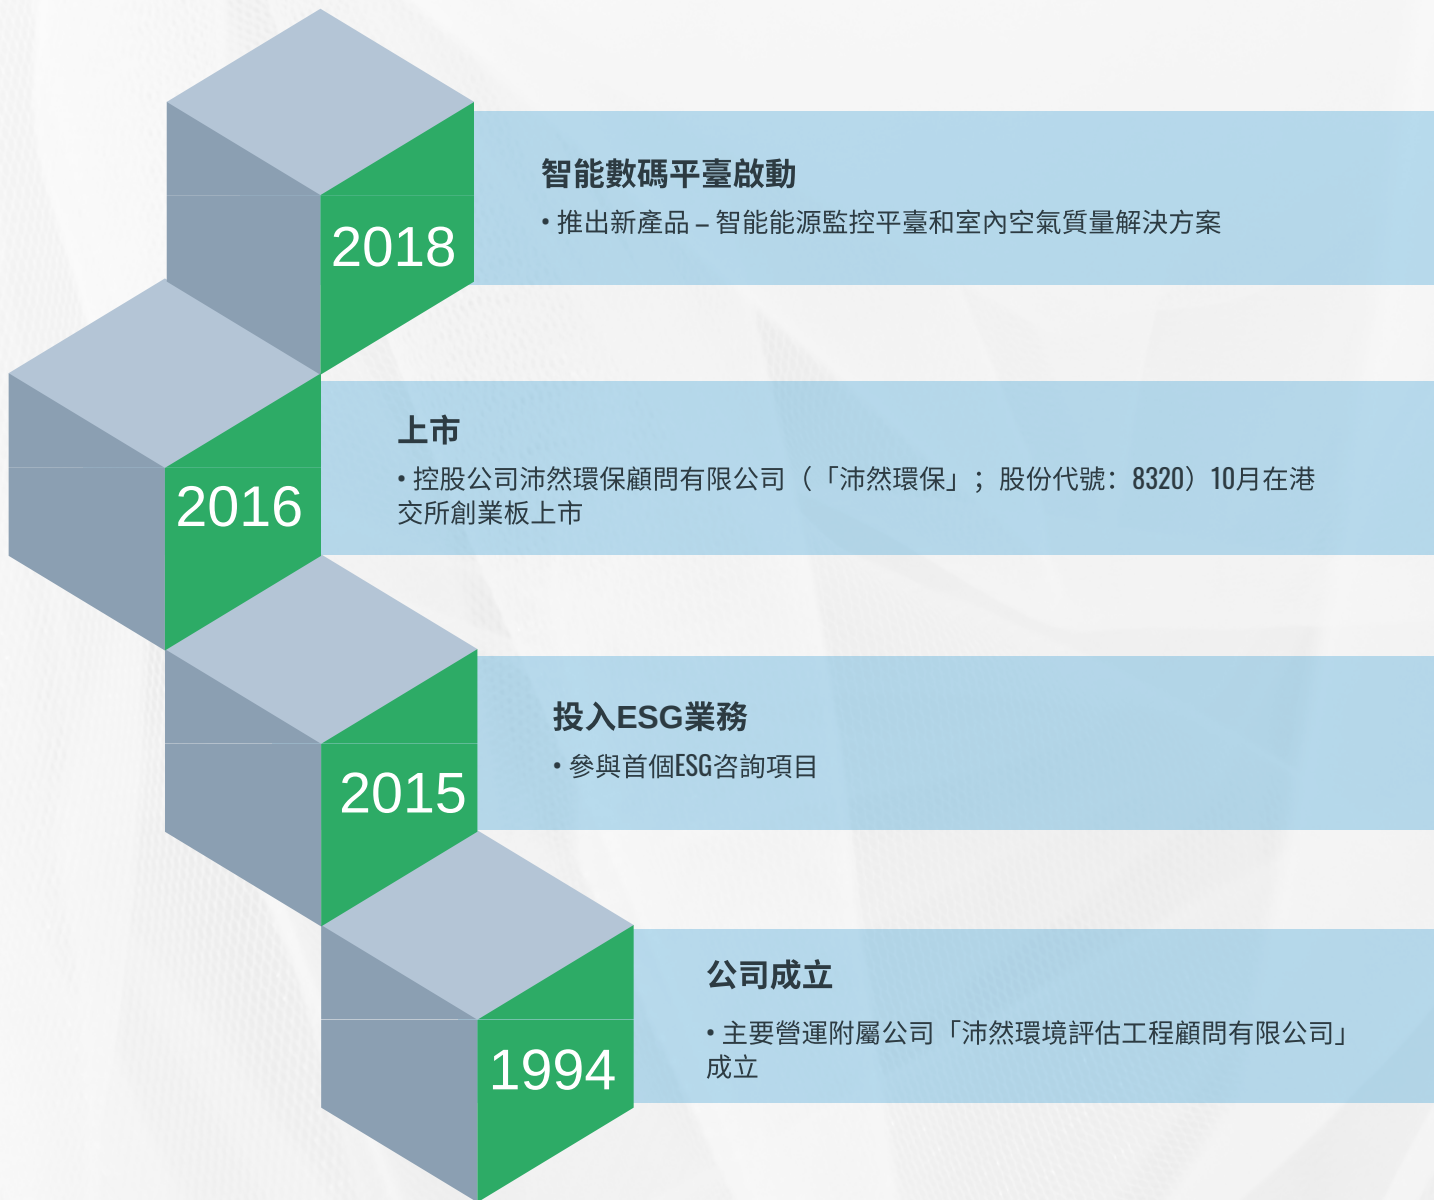 2018
智能數碼平臺啟動
• 推出新產品 – 智能能源監控平臺和室內空氣質量解決方案
2016
上市
• 控股公司沛然環保顧問有限公司（「沛然環保」；股份代號：8320）10月在港
交所創業板上市
2015
投入ESG業務
• 參與首個ESG咨詢項目
1994
公司成立
• 主要營運附屬公司「沛然環境評估工程顧問有限公司」
成立